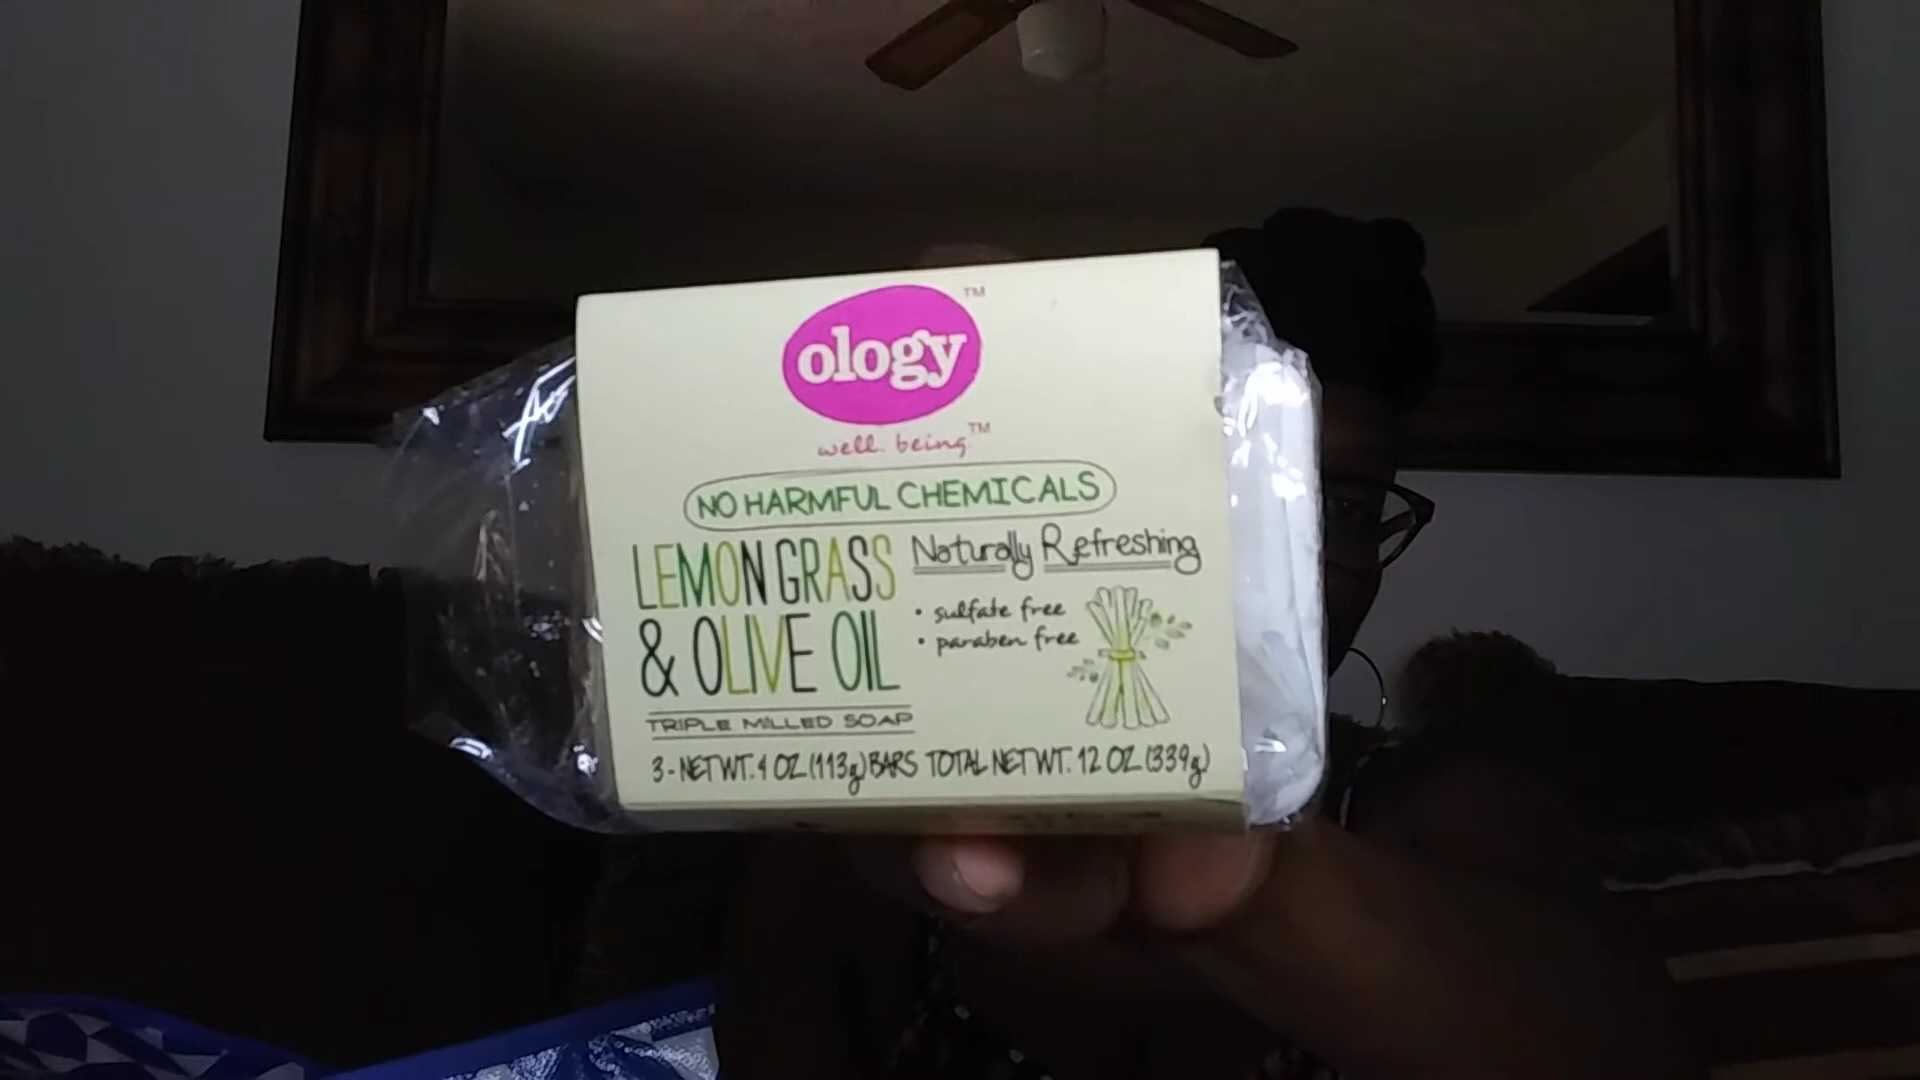 ology™
well.being™
NO HARMFUL CHEMICALS
LEMON GRASS
& OLIVE OIL
Naturally Refreshing
• sulfate free
• paraben free
TRIPLE MILLED SOAP
3-NET WT. 4 OZ (113g) BARS TOTAL NET WT. 12 OZ (339g)